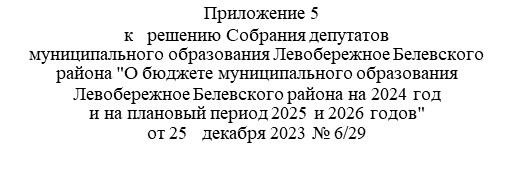 Приложение 5
к решению Собрания депутатов
муниципального образования Левобережное Белевского
района "О бюджете муниципального образования
Левобережное Белевского района на 2024 год
и на плановый период 2025 и 2026 годов"
от 25 декабря 2023 № 6/29